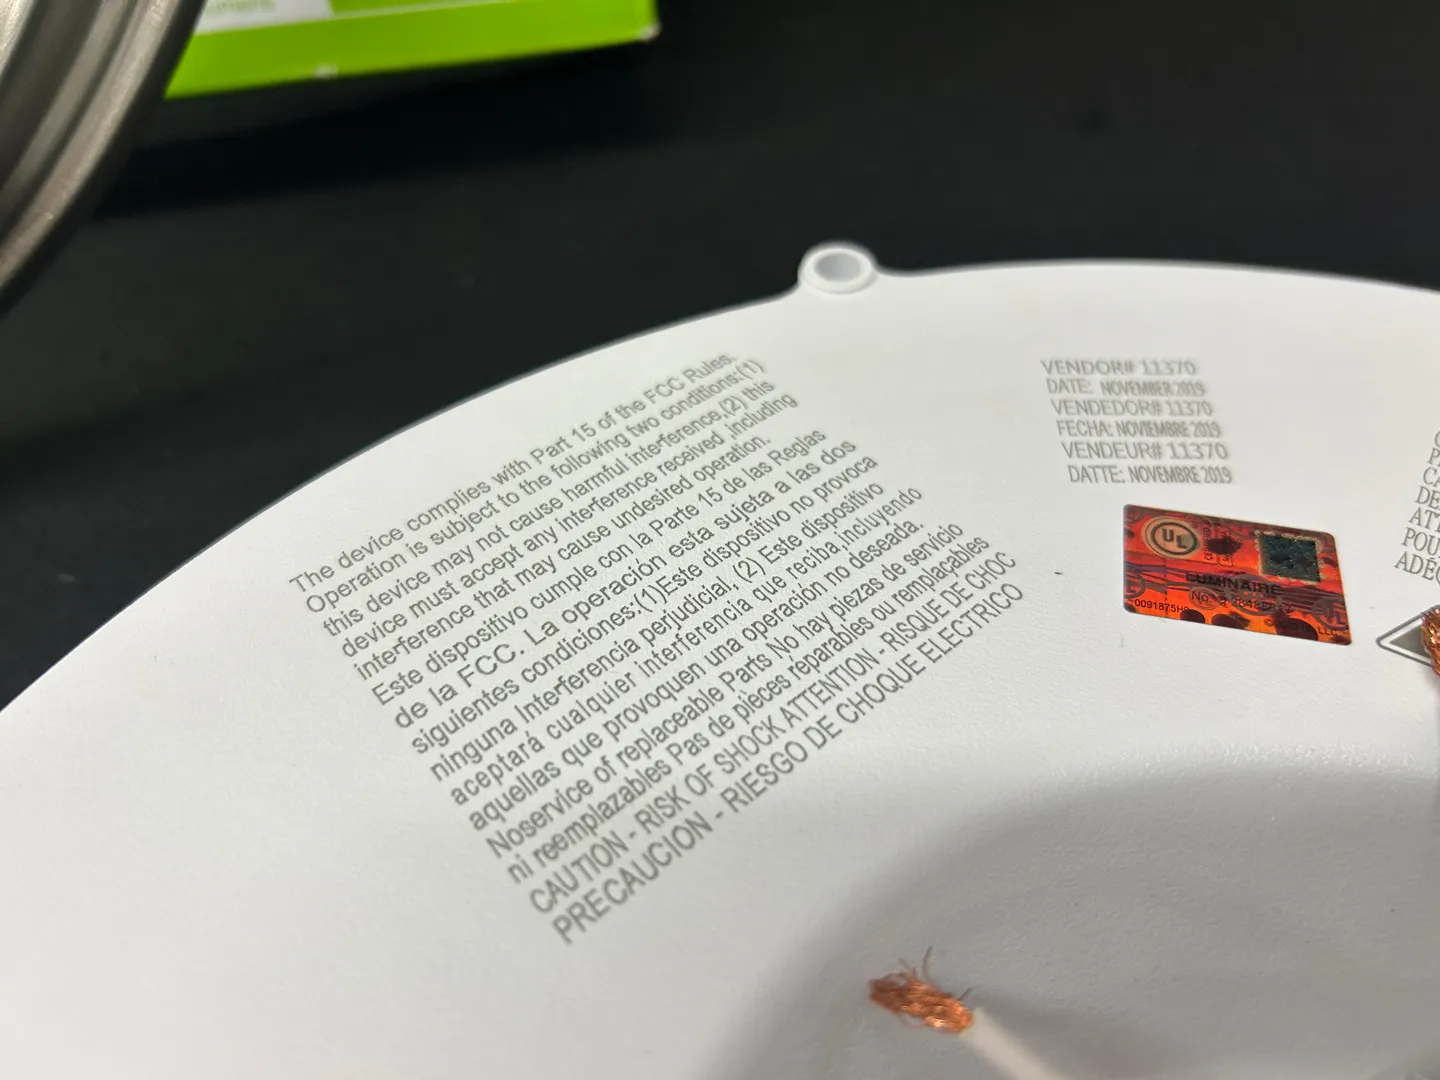 The device complies with Part 15 of the FCC Rules.
Operation is subject to the following two conditions:(1)
this device may not cause harmful interference,(2) this
device must accept any interference received ,including
interference that may cause undesired operation.
Este dispositivo cumple con la Parte 15 de las Reglas
de la FCC. La operación esta sujeta a las dos
siguientes condiciones:(1)Este dispositivo no provoca
ninguna Interferencia perjudicial, (2) Este dispositivo
aceptará cualquier interferencia que reciba,incluyendo
aquellas que provoquen una operación no deseada.
Noservice of replaceable Parts No hay piezas de servicio
ni reemplazables Pas de pièces réparables ou remplacables
CAUTION - RISK OF SHOCK ATTENTION - RISQUE DE CHOC
PRECAUCION - RIESGO DE CHOQUE ELECTRICO
VENDOR# 11370
DATE: NOVEMBER 2019
VENDEDOR# 11370
FECHA: NOVIEMBRE 2019
VENDEUR# 11370
DATTE: NOVEMBRE 2019
UL
LUMINAIRE
No.
0091875H9